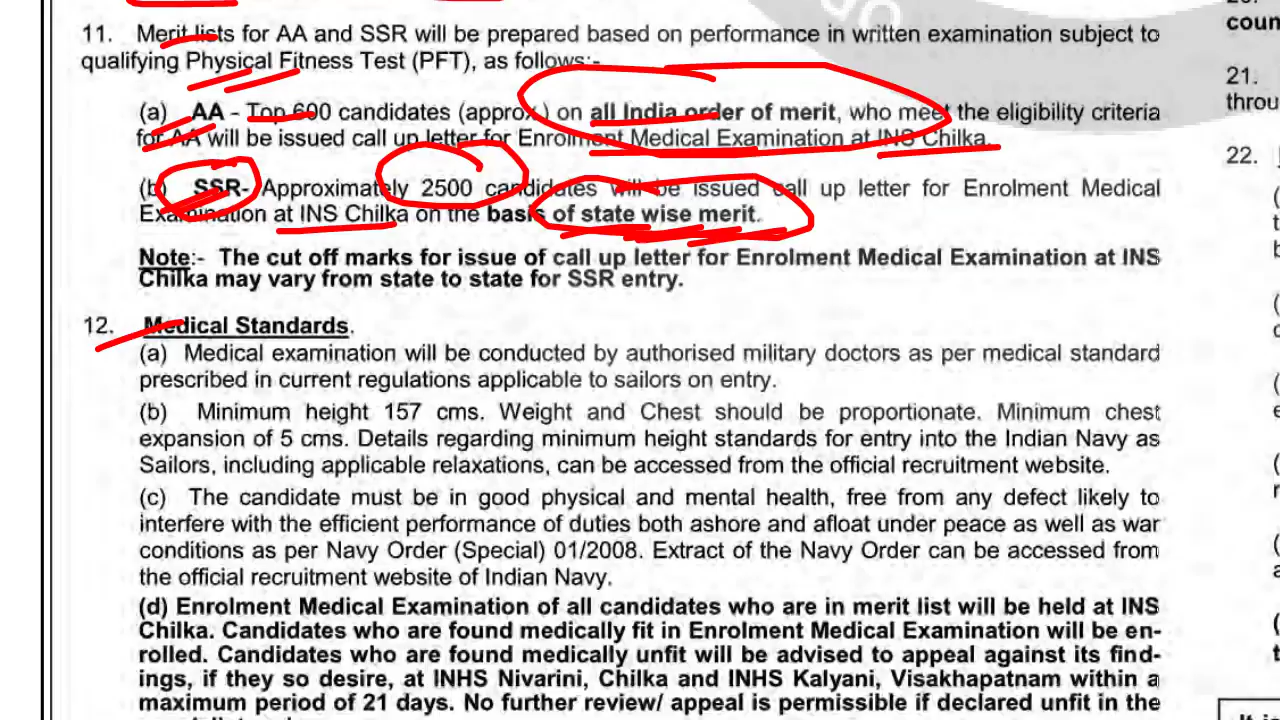 11. Merit lists for AA and SSR will be prepared based on performance in written examination subject to
qualifying Physical Fitness Test (PFT), as follows:-
(a) AA - Top 600 candidates (approx.) on all India order of merit, who meet the eligibility criteria
for AA will be issued call up letter for Enrolment Medical Examination at INS Chilka.
(b) SSR- Approximately 2500 candidates will be issued call up letter for Enrolment Medical
Examination at INS Chilka on the basis of state wise merit.
Note:- The cut off marks for issue of call up letter for Enrolment Medical Examination at INS
Chilka may vary from state to state for SSR entry.
12. Medical Standards.
(a) Medical examination will be conducted by authorised military doctors as per medical standard
prescribed in current regulations applicable to sailors on entry.
(b) Minimum height 157 cms. Weight and Chest should be proportionate. Minimum chest
expansion of 5 cms. Details regarding minimum height standards for entry into the Indian Navy as
Sailors, including applicable relaxations, can be accessed from the official recruitment website.
(c) The candidate must be in good physical and mental health, free from any defect likely to
interfere with the efficient performance of duties both ashore and afloat under peace as well as war
conditions as per Navy Order (Special) 01/2008. Extract of the Navy Order can be accessed from
the official recruitment website of Indian Navy.
(d) Enrolment Medical Examination of all candidates who are in merit list will be held at INS
Chilka. Candidates who are found medically fit in Enrolment Medical Examination will be en-
rolled. Candidates who are found medically unfit will be advised to appeal against its find-
ings, if they so desire, at INHS Nivarini, Chilka and INHS Kalyani, Visakhapatnam within a
maximum period of 21 days. No further review/ appeal is permissible if declared unfit in the
go
21.
22.